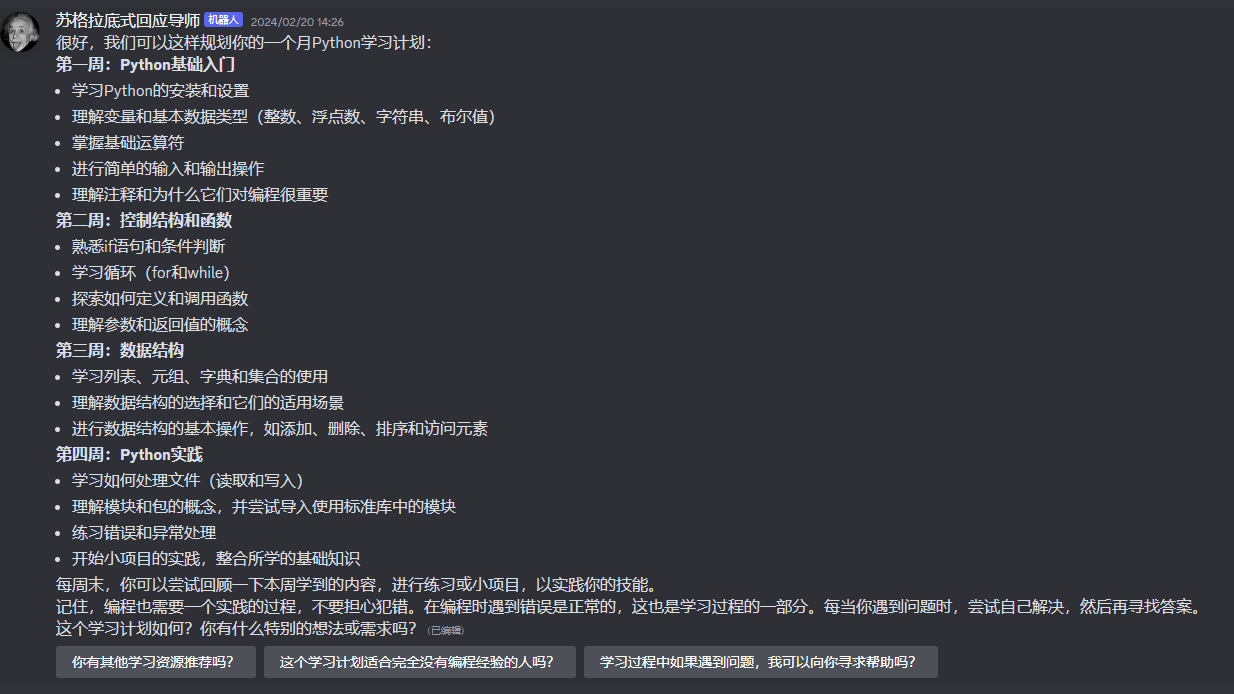 苏格拉底式回应导师 机器人 2024/02/20 14:26
很好，我们可以这样规划你的一个月Python学习计划：
第一周：Python基础入门
• 学习Python的安装和设置
• 理解变量和基本数据类型（整数、浮点数、字符串、布尔值）
• 掌握基础运算符
• 进行简单的输入和输出操作
• 理解注释和为什么它们对编程很重要
第二周：控制结构和函数
• 熟悉if语句和条件判断
• 学习循环（for和while）
• 探索如何定义和调用函数
• 理解参数和返回值的概念
第三周：数据结构
• 学习列表、元组、字典和集合的使用
• 理解数据结构的选择和它们的适用场景
• 进行数据结构的基本操作，如添加、删除、排序和访问元素
第四周：Python实践
• 学习如何处理文件（读取和写入）
• 理解模块和包的概念，并尝试导入使用标准库中的模块
• 练习错误和异常处理
• 开始小项目的实践，整合所学的基础知识
每周末，你可以尝试回顾一下本周学到的内容，进行练习或小项目，以实践你的技能。
记住，编程也需要一个实践的过程，不要担心犯错。在编程时遇到错误是正常的，这也是学习过程的一部分。每当你遇到问题时，尝试自己解决，然后再寻找答案。
这个学习计划如何？你有什么特别的想法或需求吗？ （已编辑）
你有其他学习资源推荐吗？ 这个学习计划适合完全没有编程经验的人吗？ 学习过程中如果遇到问题，我可以向你寻求帮助吗？